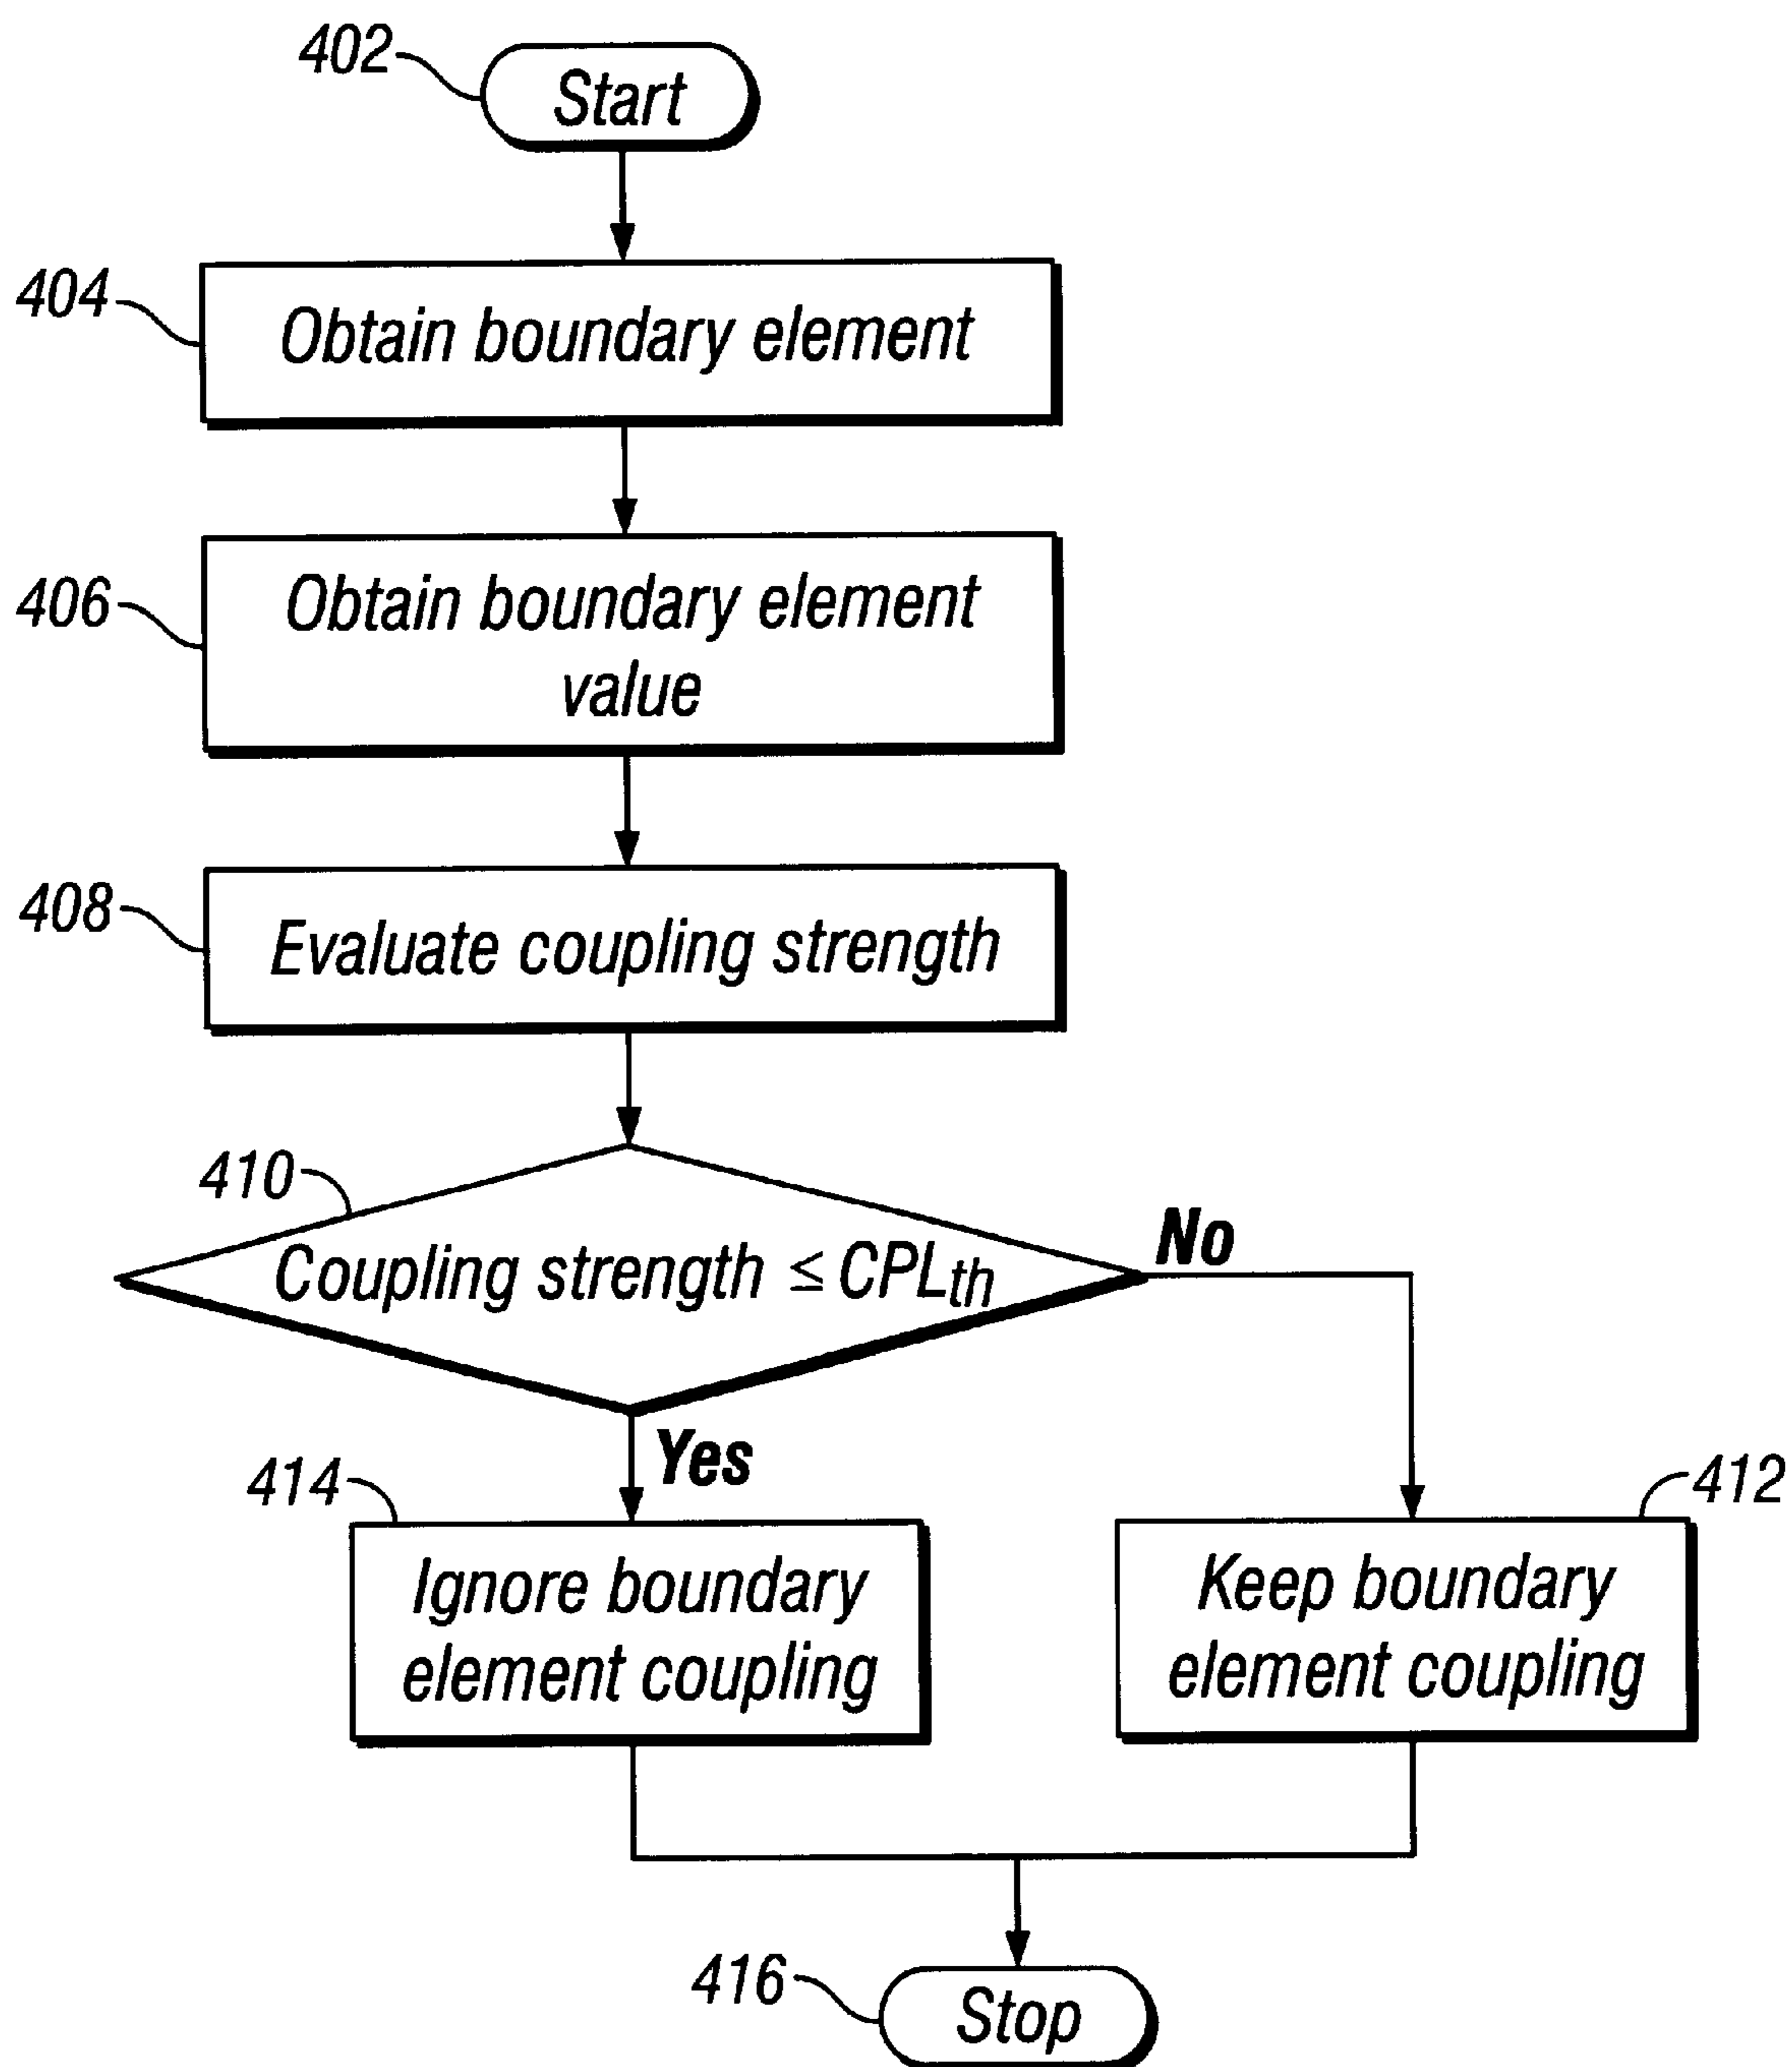 402
Start
404
Obtain boundary element
406
Obtain boundary element
value
408
Evaluate coupling strength
410
Coupling strength ≤ CPLth
No
Yes
414
412
Ignore boundary
element coupling
Keep boundary
element coupling
416
Stop